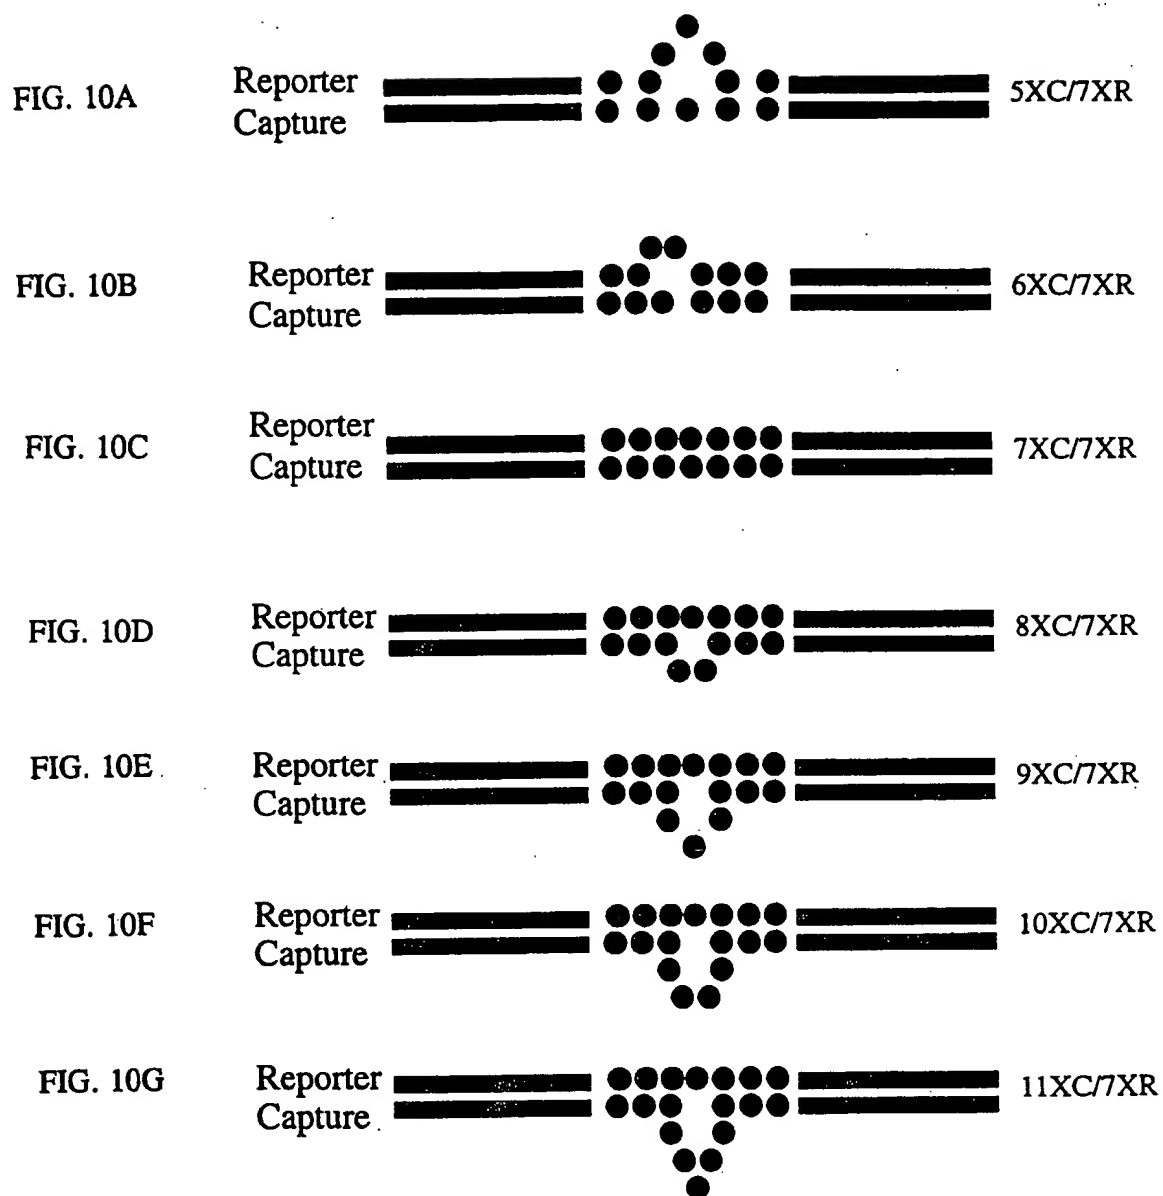 FIG. 10A Reporter Capture 5XC/7XR
FIG. 10B Reporter Capture 6XC/7XR
FIG. 10C Reporter Capture 7XC/7XR
FIG. 10D Reporter Capture 8XC/7XR
FIG. 10E Reporter Capture 9XC/7XR
FIG. 10F Reporter Capture 10XC/7XR
FIG. 10G Reporter Capture 11XC/7XR